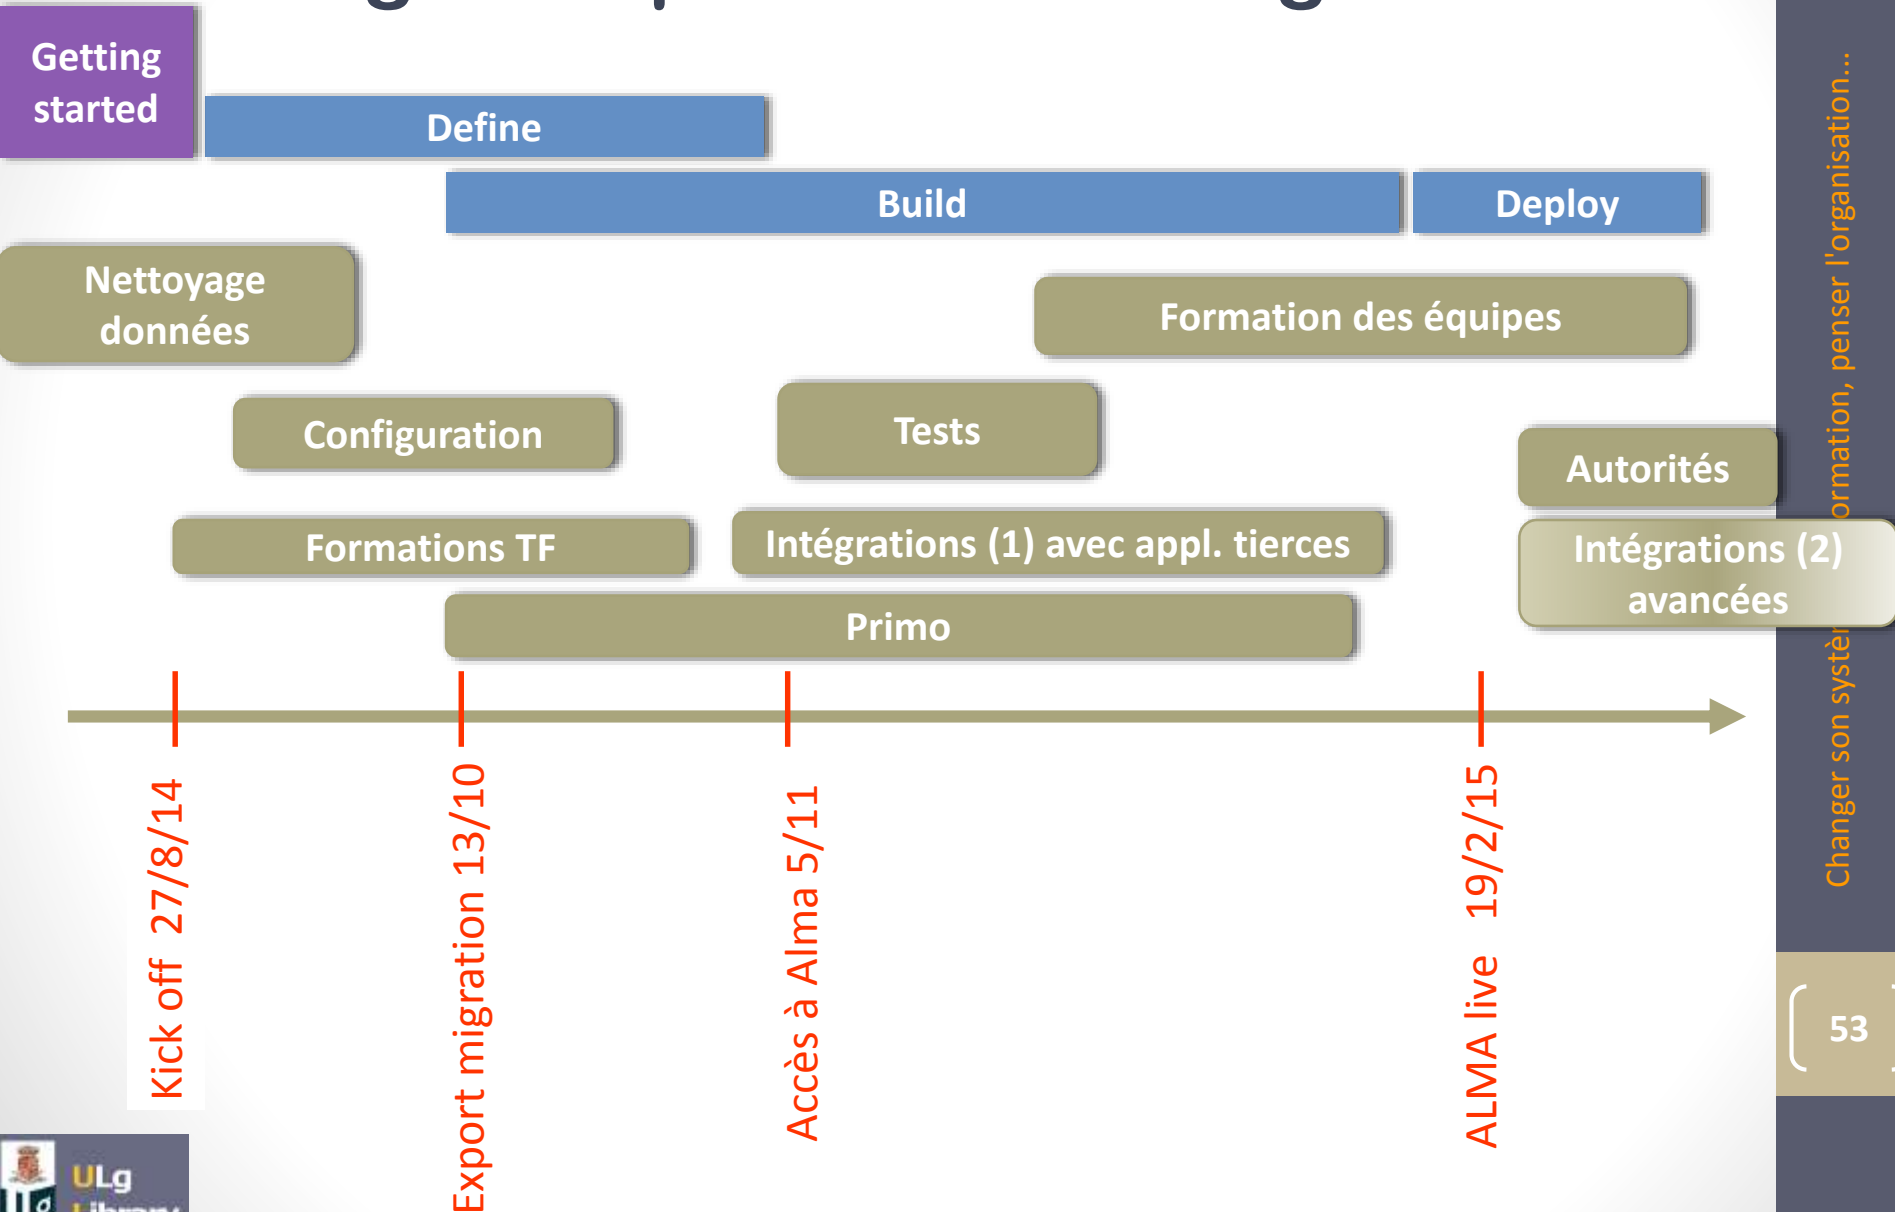 Getting
started
Define
Build
Deploy
Nettoyage
données
Formation des équipes
Configuration
Tests
Autorités
Formations TF
Intégrations (1) avec appl. tierces
Intégrations (2)
avancées
Primo
Kick off 27/8/14
Export migration 13/10
Accès à Alma 5/11
ALMA live 19/2/15
Changer son systè ormation, penser l'organisation...
53
ULg
Library